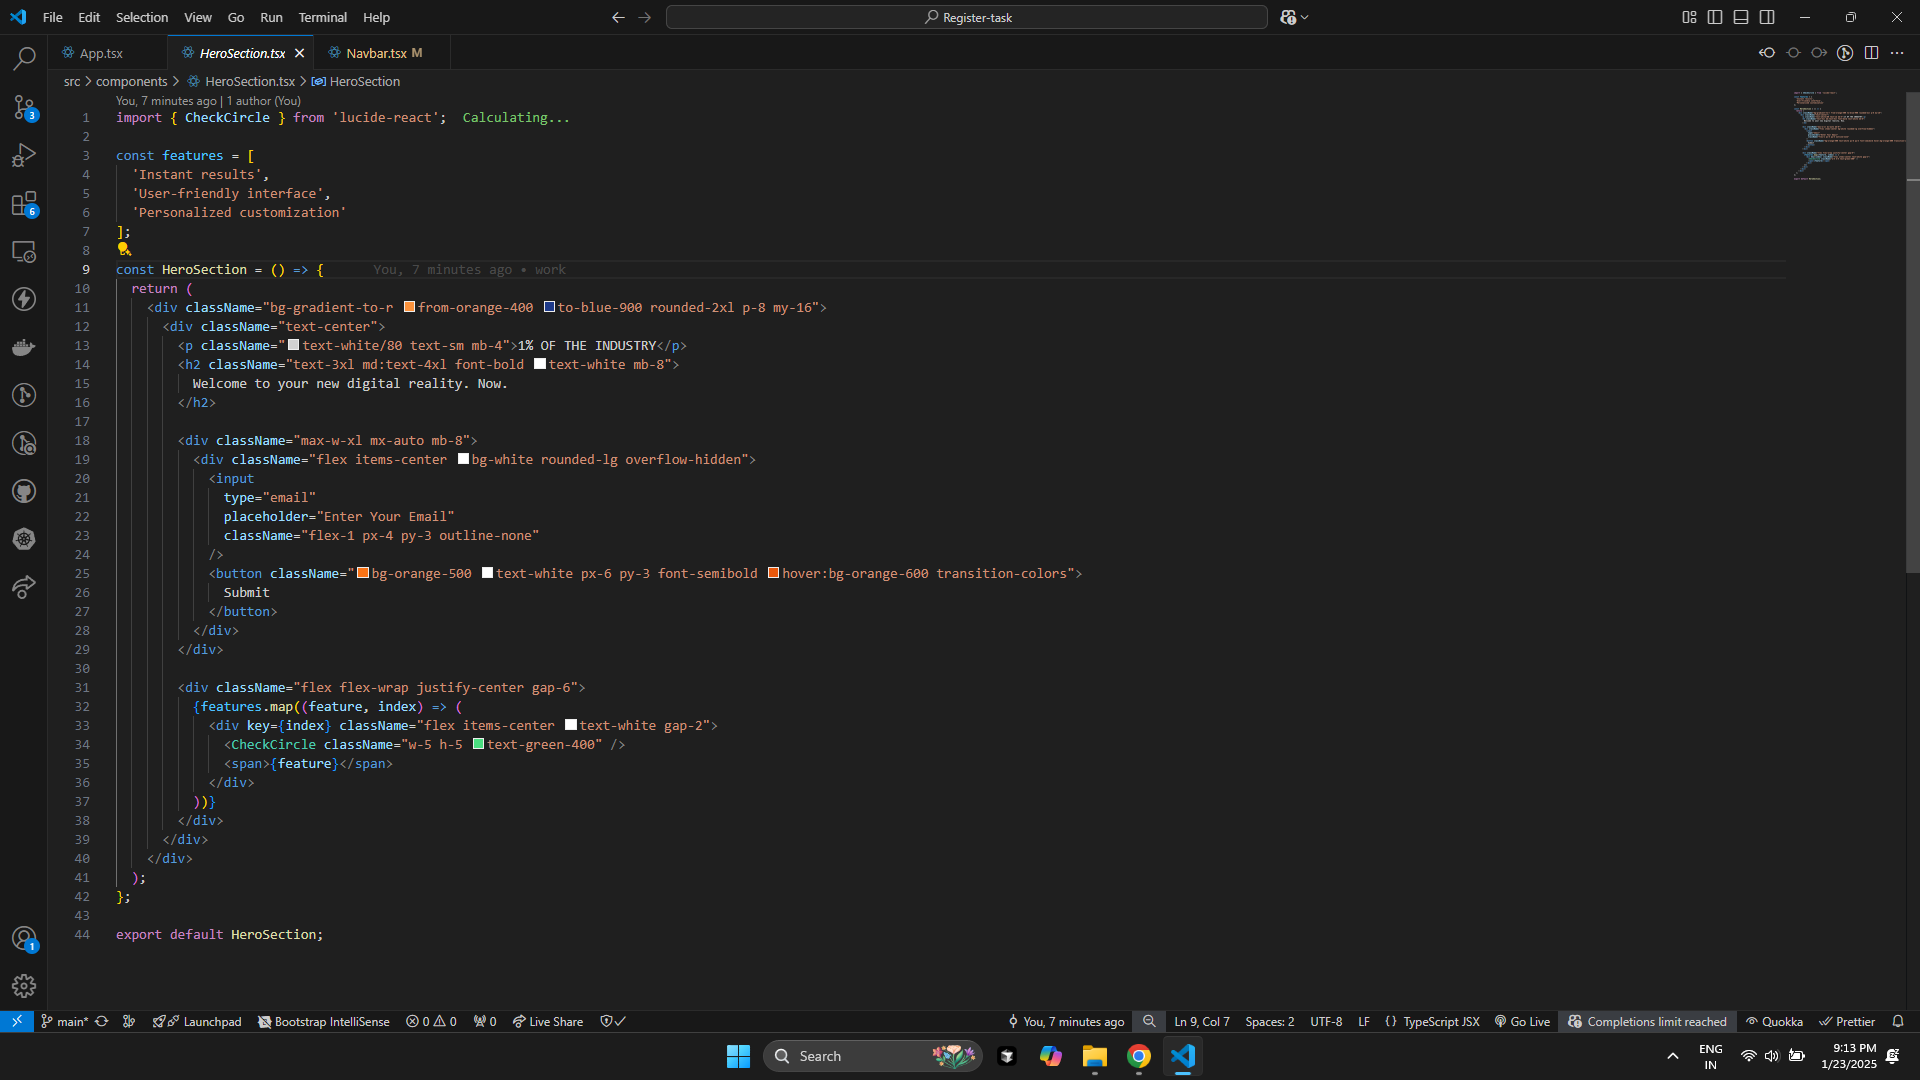 File Edit Selection View Go Run Terminal Help
Register-task
App.tsx
HeroSection.tsx
Navbar.tsx M
src > components > HeroSection.tsx > HeroSection
You, 7 minutes ago | 1 author (You)
1 import { CheckCircle } from 'lucide-react'; Calculating...
2
3 const features = [
4 'Instant results',
5 'User-friendly interface',
6 'Personalized customization'
7 ];
8
9 const HeroSection = () => { You, 7 minutes ago • work
10 return (
11 <div className="bg-gradient-to-r from-orange-400 to-blue-900 rounded-2xl p-8 my-16">
12 <div className="text-center">
13 <p className="text-white/80 text-sm mb-4">1% OF THE INDUSTRY</p>
14 <h2 className="text-3xl md:text-4xl font-bold text-white mb-8">
15 Welcome to your new digital reality. Now.
16 </h2>
17
18 <div className="max-w-xl mx-auto mb-8">
19 <div className="flex items-center bg-white rounded-lg overflow-hidden">
20 <input
21 type="email"
22 placeholder="Enter Your Email"
23 className="flex-1 px-4 py-3 outline-none"
24 />
25 <button className="bg-orange-500 text-white px-6 py-3 font-semibold hover:bg-orange-600 transition-colors">
26 Submit
27 </button>
28 </div>
29 </div>
30
31 <div className="flex flex-wrap justify-center gap-6">
32 {features.map((feature, index) => (
33 <div key={index} className="flex items-center text-white gap-2">
34 <CheckCircle className="w-5 h-5 text-green-400" />
35 <span>{feature}</span>
36 </div>
37 ))}
38 </div>
39 </div>
40 </div>
41 );
42 };
43
44 export default HeroSection;
3
6
1
main* Launchpad Bootstrap IntelliSense 0 0 0 Live Share You, 7 minutes ago Ln 9, Col 7 Spaces: 2 UTF-8 LF {} TypeScript JSX Go Live Completions limit reached Quokka Prettier
Search
ENG
IN
9:13 PM
1/23/2025